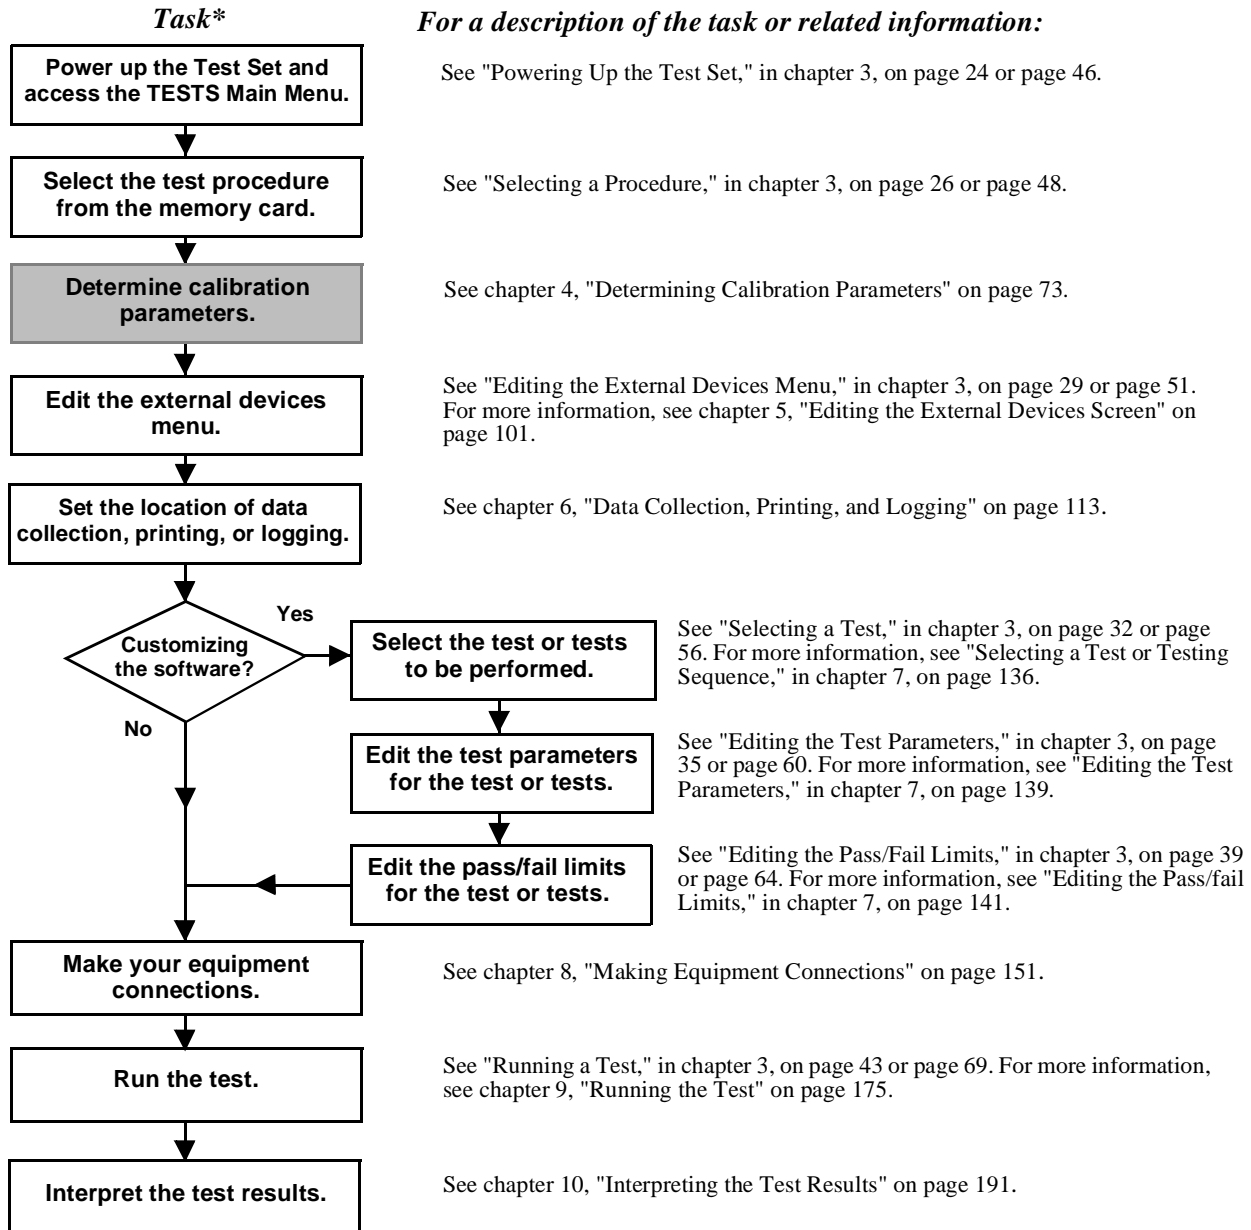 Task*
For a description of the task or related information:
Power up the Test Set and
access the TESTS Main Menu.
See "Powering Up the Test Set," in chapter 3, on page 24 or page 46.
Select the test procedure
from the memory card.
See "Selecting a Procedure," in chapter 3, on page 26 or page 48.
Determine calibration
parameters.
See chapter 4, "Determining Calibration Parameters" on page 73.
Edit the external devices
menu.
See "Editing the External Devices Menu," in chapter 3, on page 29 or page 51.
For more information, see chapter 5, "Editing the External Devices Screen" on
page 101.
Set the location of data
collection, printing, or logging.
See chapter 6, "Data Collection, Printing, and Logging" on page 113.
Customizing
the software?
Yes
No
Select the test or tests
to be performed.
See "Selecting a Test," in chapter 3, on page 32 or page
56. For more information, see "Selecting a Test or Testing
Sequence," in chapter 7, on page 136.
Edit the test parameters
for the test or tests.
See "Editing the Test Parameters," in chapter 3, on page
35 or page 60. For more information, see "Editing the Test
Parameters," in chapter 7, on page 139.
Edit the pass/fail limits
for the test or tests.
See "Editing the Pass/Fail Limits," in chapter 3, on page 39
or page 64. For more information, see "Editing the Pass/fail
Limits," in chapter 7, on page 141.
Make your equipment
connections.
See chapter 8, "Making Equipment Connections" on page 151.
Run the test.
See "Running a Test," in chapter 3, on page 43 or page 69. For more information,
see chapter 9, "Running the Test" on page 175.
Interpret the test results.
See chapter 10, "Interpreting the Test Results" on page 191.